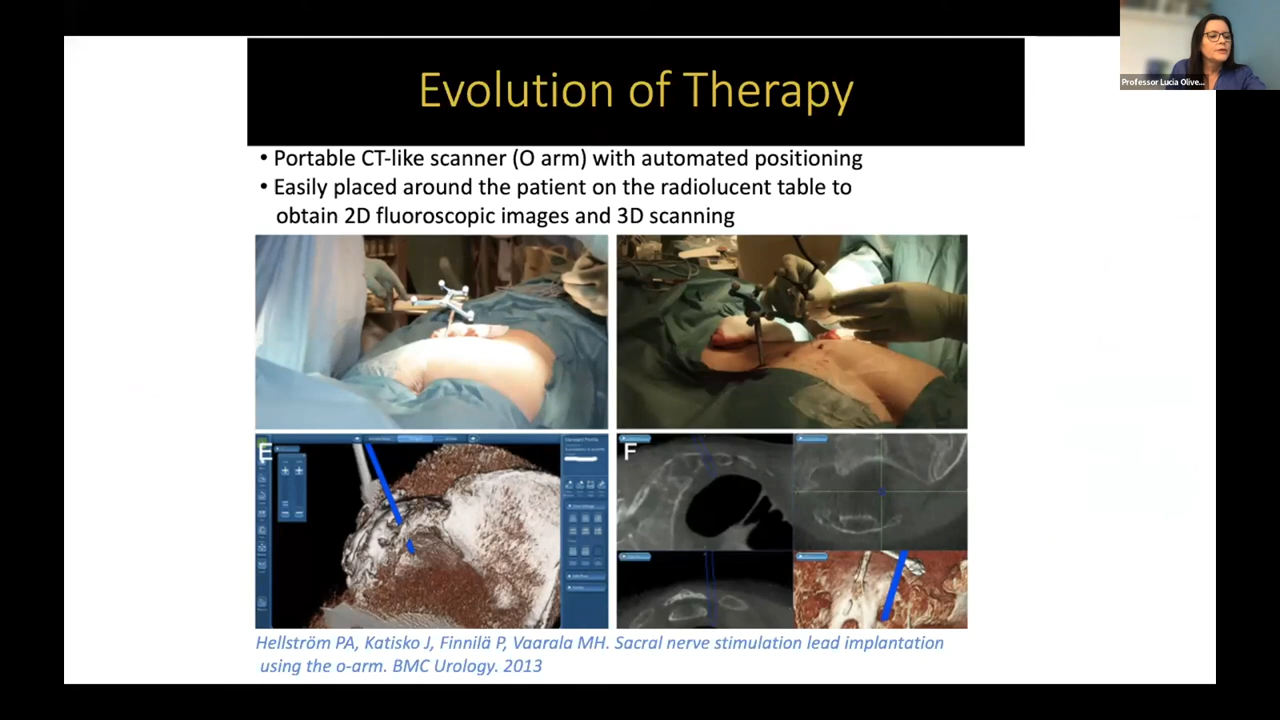 Evolution of Therapy
Professor Lucia Olive...
• Portable CT-like scanner (O arm) with automated positioning
• Easily placed around the patient on the radiolucent table to
obtain 2D fluoroscopic images and 3D scanning
E
F
Hellström PA, Katisko J, Finnilä P, Vaarala MH. Sacral nerve stimulation lead implantation
using the o-arm. BMC Urology. 2013